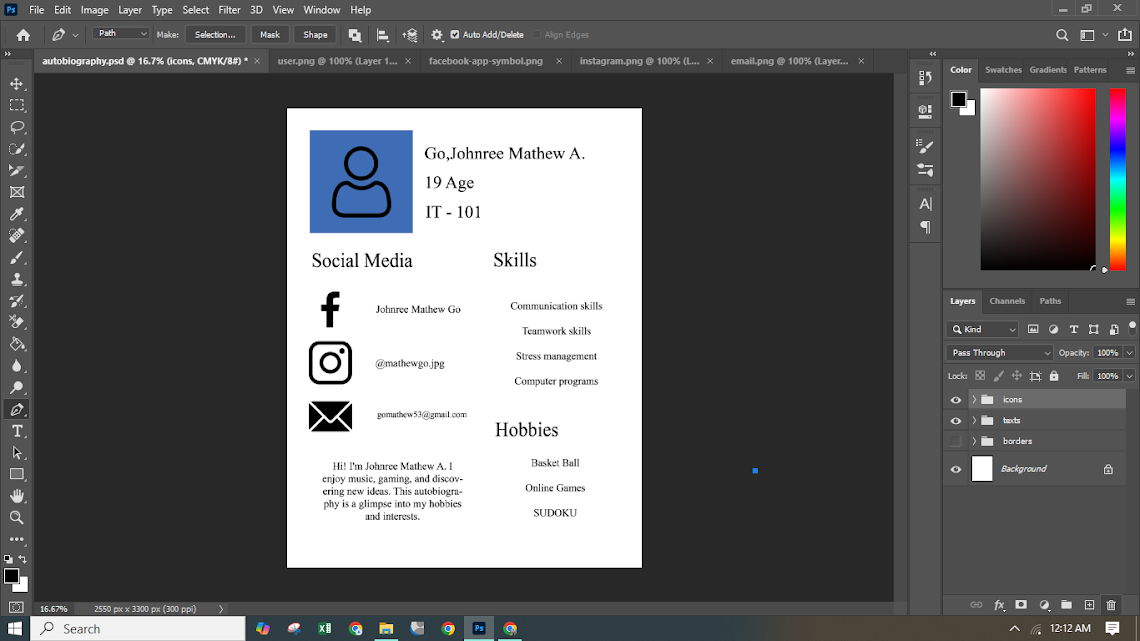 Ps File Edit Image Layer Type Select Filter 3D View Window Help
Path Make: Selection... Mask Shape Auto Add/Delete Align Edges
autobiography.psd @ 16.7% (icons, CMYK/8#) * × user.png @ 100% (Layer 1... × facebook-app-symbol.png × instagram.png @ 100% (L... × email.png @ 100% (Layer... ×
Color Swatches Gradients Patterns
Go,Johnree Mathew A.
19 Age
IT - 101
Social Media
Johnree Mathew Go
@mathewgo.jpg
gomathew53@gmail.com
Hi! I'm Johnree Mathew A. I
enjoy music, gaming, and discov-
ering new ideas. This autobiogra-
phy is a glimpse into my hobbies
and interests.
Skills
Communication skills
Teamwork skills
Stress management
Computer programs
Hobbies
Basket Ball
Online Games
SUDOKU
Layers Channels Paths
Kind
Pass Through Opacity: 100%
Lock: Fill: 100%
icons
texts
borders
Background
16.67% 2550 px x 3300 px (300 ppi)
Search
Ps
12:12 AM